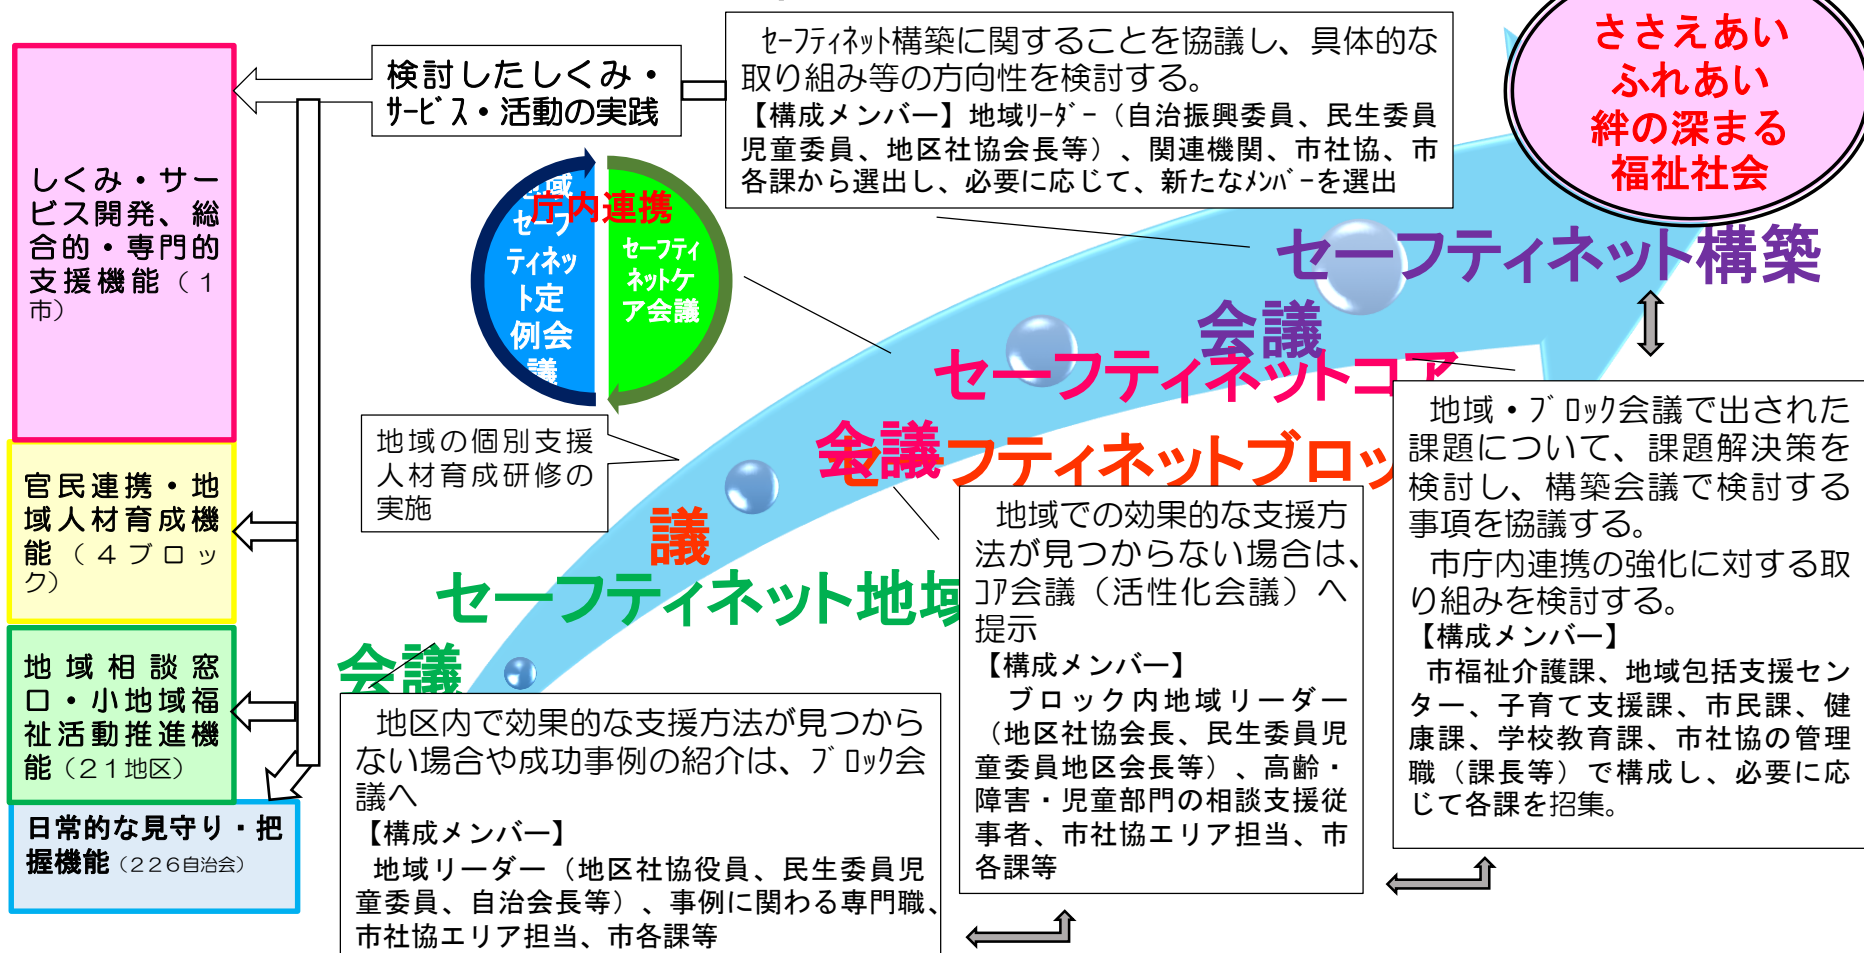 ささえあい
ふれあい
絆の深まる
福祉社会
セーフティネット構築に関することを協議し、具体的な
取り組み等の方向性を検討する。
【構成メンバー】地域リーダー（自治振興委員、民生委員
児童委員、地区社協会長等）、関連機関、市社協、市
各課から選出し、必要に応じて、新たなメンバーを選出
検討したしくみ・
サービス・活動の実践
しくみ・サー
ビス開発、総
合的・専門的
支援機能（１
市）
官民連携・地
域人材育成機
能（４ブロッ
ク）
地域相談窓
口・小地域福
祉活動推進機
能（２１地区）
日常的な見守り・把
握機能（２２６自治会）
庁内連携
地域
セーフ
ティネッ
ト定
例会
議
セーフティ
ネットケ
ア会議
セーフティネット構築
会議
セーフティネットコア
会議
セーフティネットブロッ
議
セーフティネット地域
会議
地域の個別支援
人材育成研修の
実施
地域・ブロック会議で出された
課題について、課題解決策を
検討し、構築会議で検討する
事項を協議する。
市庁内連携の強化に対する取
り組みを検討する。
【構成メンバー】
市福祉介護課、地域包括支援セン
ター、子育て支援課、市民課、健
康課、学校教育課、市社協の管理
職（課長等）で構成し、必要に応
じて各課を招集。
地域での効果的な支援方
法が見つからない場合は、
コア会議（活性化会議）へ
提示
【構成メンバー】
ブロック内地域リーダー
（地区社協会長、民生委員児
童委員地区会長等）、高齢・
障害・児童部門の相談支援従
事者、市社協エリア担当、市
各課等
地区内で効果的な支援方法が見つから
ない場合や成功事例の紹介は、ブロック会
議へ
【構成メンバー】
地域リーダー（地区社協役員、民生委員児
童委員、自治会長等）、事例に関わる専門職、
市社協エリア担当、市各課等